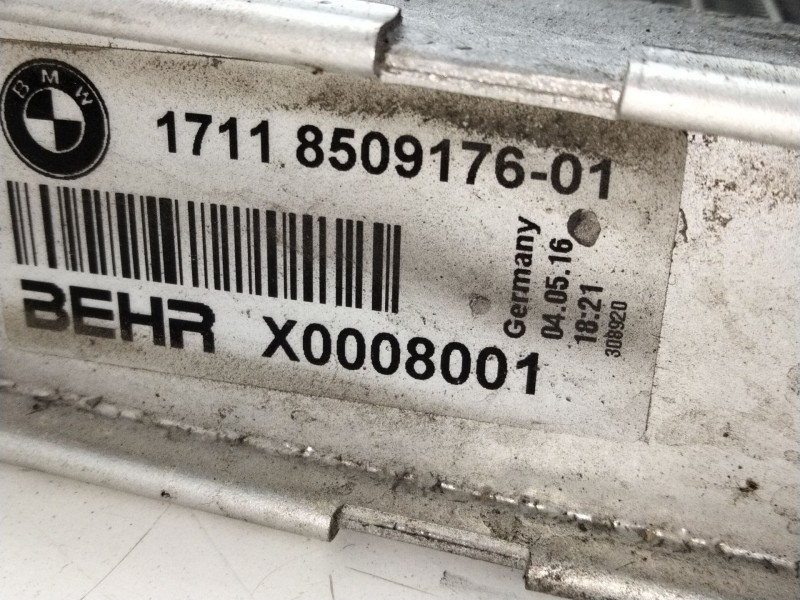 BMW
1711 8509176-01
BEHR X0008001
Germany
04.05.16
18:21
308920